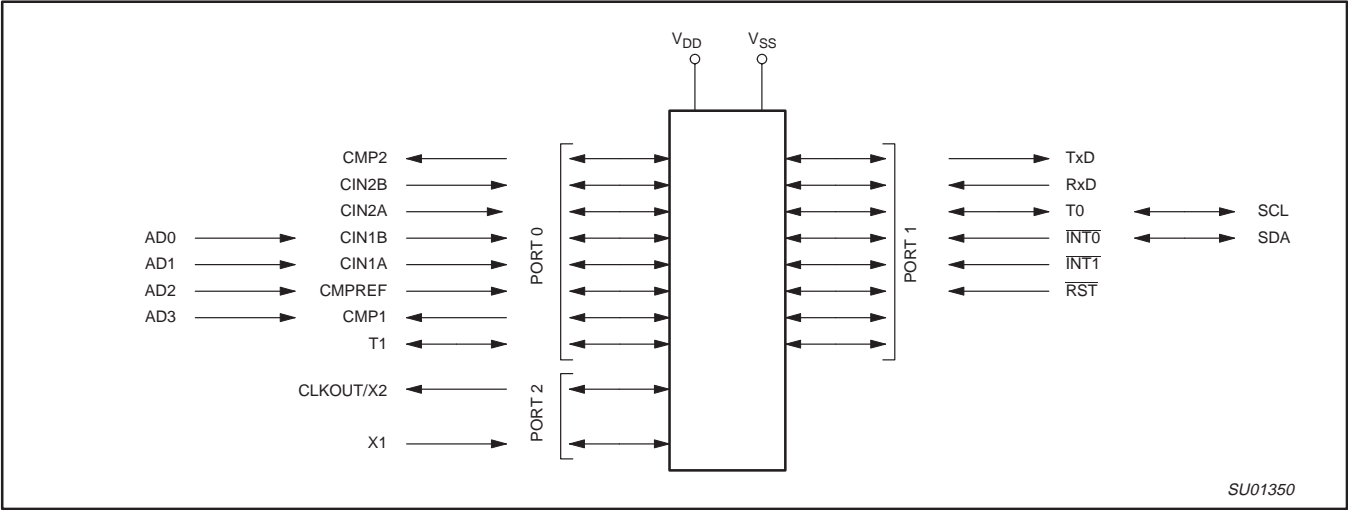 VDD VSS
CMP2 TxD
CIN2B RxD
CIN2A T0 SCL
AD0 CIN1B INT0 SDA
AD1 CIN1A INT1
AD2 CMPREF RST
AD3 CMP1
T1
PORT 0
PORT 1
CLKOUT/X2
X1
PORT 2
SU01350